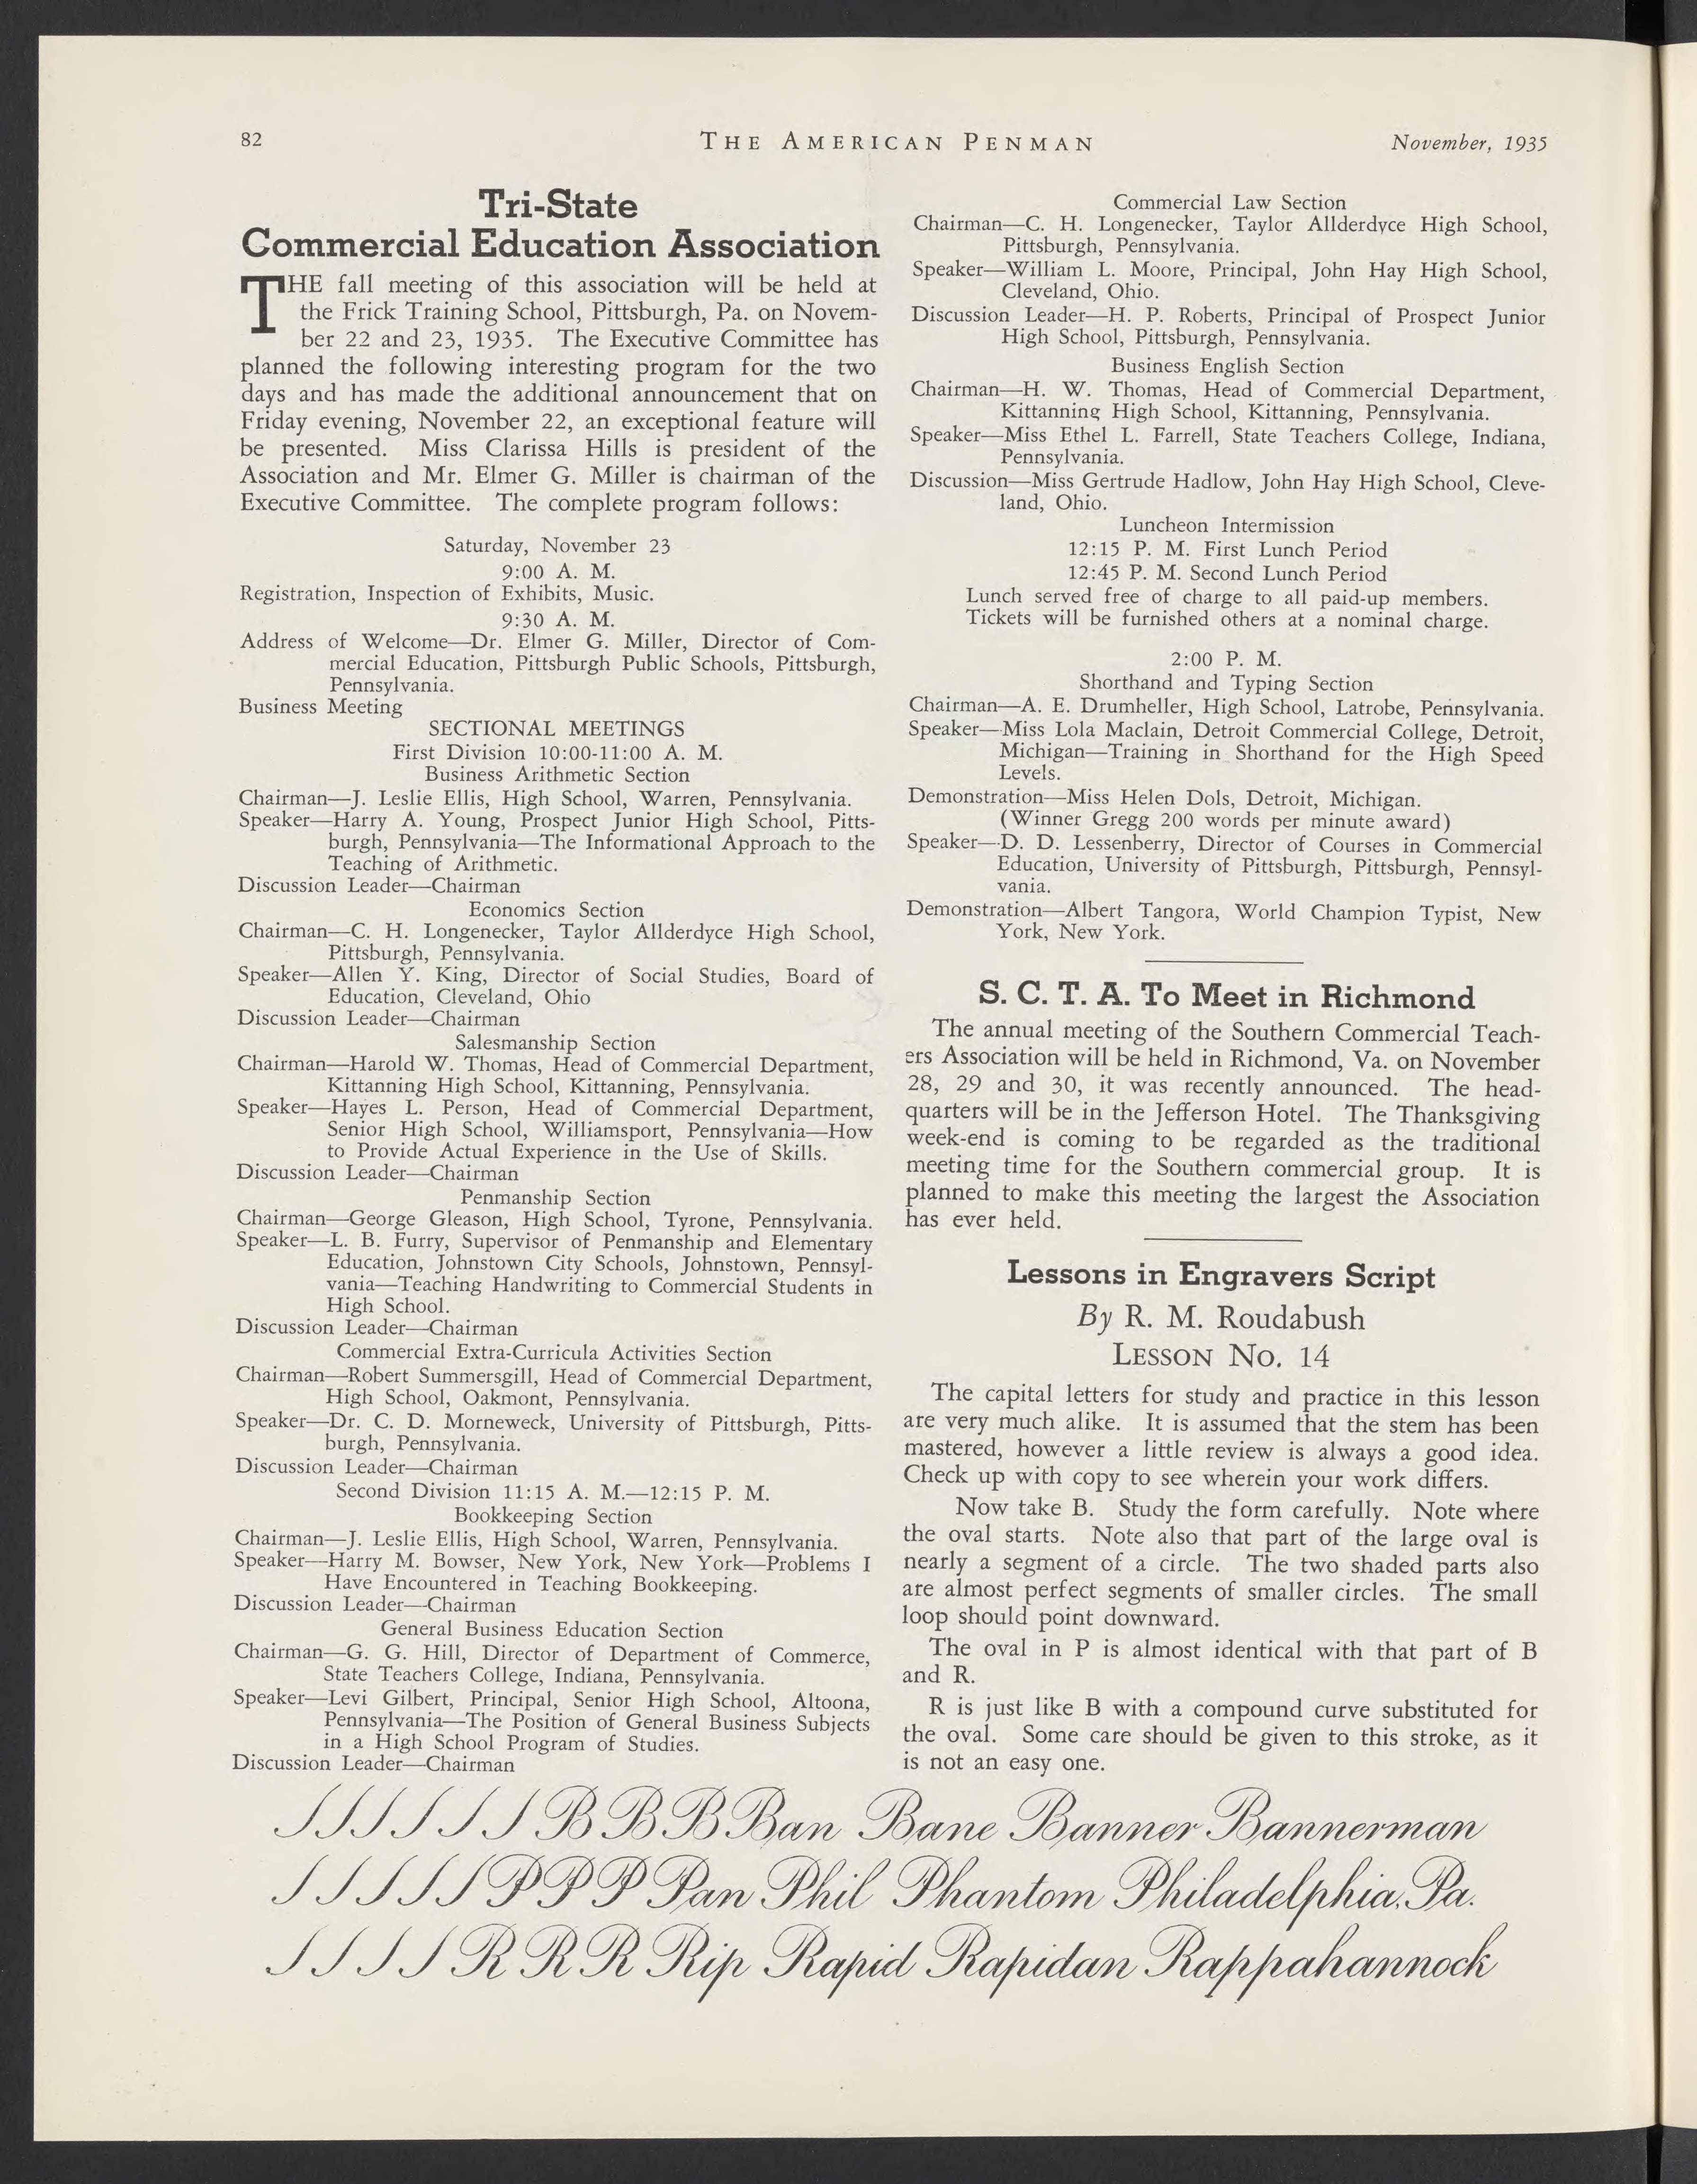 82
THE AMERICAN PENMAN
November, 1935
Tri-State
Commercial Education Association
THE fall meeting of this association will be held at
the Frick Training School, Pittsburgh, Pa. on Novem-
ber 22 and 23, 1935. The Executive Committee has
planned the following interesting program for the two
days and has made the additional announcement that on
Friday evening, November 22, an exceptional feature will
be presented. Miss Clarissa Hills is president of the
Association and Mr. Elmer G. Miller is chairman of the
Executive Committee. The complete program follows:
Saturday, November 23
9:00 A. M.
Registration, Inspection of Exhibits, Music.
9:30 A. M.
Address of Welcome—Dr. Elmer G. Miller, Director of Com-
mercial Education, Pittsburgh Public Schools, Pittsburgh,
Pennsylvania.
Business Meeting
SECTIONAL MEETINGS
First Division 10:00-11:00 A. M.
Business Arithmetic Section
Chairman—J. Leslie Ellis, High School, Warren, Pennsylvania.
Speaker—Harry A. Young, Prospect Junior High School, Pitts-
burgh, Pennsylvania—The Informational Approach to the
Teaching of Arithmetic.
Discussion Leader—Chairman
Economics Section
Chairman—C. H. Longenecker, Taylor Allderdyce High School,
Pittsburgh, Pennsylvania.
Speaker—Allen Y. King, Director of Social Studies, Board of
Education, Cleveland, Ohio
Discussion Leader—Chairman
Salesmanship Section
Chairman—Harold W. Thomas, Head of Commercial Department,
Kittanning High School, Kittanning, Pennsylvania.
Speaker—Hayes L. Person, Head of Commercial Department,
Senior High School, Williamsport, Pennsylvania—How
to Provide Actual Experience in the Use of Skills.
Discussion Leader—Chairman
Penmanship Section
Chairman—George Gleason, High School, Tyrone, Pennsylvania.
Speaker—L. B. Furry, Supervisor of Penmanship and Elementary
Education, Johnstown City Schools, Johnstown, Pennsyl-
vania—Teaching Handwriting to Commercial Students in
High School.
Discussion Leader—Chairman
Commercial Extra-Curricula Activities Section
Chairman—Robert Summersgill, Head of Commercial Department,
High School, Oakmont, Pennsylvania.
Speaker—Dr. C. D. Morneweck, University of Pittsburgh, Pitts-
burgh, Pennsylvania.
Discussion Leader—Chairman
Second Division 11:15 A. M.—12:15 P. M.
Bookkeeping Section
Chairman—J. Leslie Ellis, High School, Warren, Pennsylvania.
Speaker—Harry M. Bowser, New York, New York—Problems I
Have Encountered in Teaching Bookkeeping.
Discussion Leader—Chairman
General Business Education Section
Chairman—G. G. Hill, Director of Department of Commerce,
State Teachers College, Indiana, Pennsylvania.
Speaker—Levi Gilbert, Principal, Senior High School, Altoona,
Pennsylvania—The Position of General Business Subjects
in a High School Program of Studies.
Discussion Leader—Chairman
Commercial Law Section
Chairman—C. H. Longenecker, Taylor Allderdyce High School,
Pittsburgh, Pennsylvania.
Speaker—William L. Moore, Principal, John Hay High School,
Cleveland, Ohio.
Discussion Leader—H. P. Roberts, Principal of Prospect Junior
High School, Pittsburgh, Pennsylvania.
Business English Section
Chairman—H. W. Thomas, Head of Commercial Department,
Kittanning High School, Kittanning, Pennsylvania.
Speaker—Miss Ethel L. Farrell, State Teachers College, Indiana,
Pennsylvania.
Discussion—Miss Gertrude Hadlow, John Hay High School, Cleve-
land, Ohio.
Luncheon Intermission
12:15 P. M. First Lunch Period
12:45 P. M. Second Lunch Period
Lunch served free of charge to all paid-up members.
Tickets will be furnished others at a nominal charge.
2:00 P. M.
Shorthand and Typing Section
Chairman—A. E. Drumheller, High School, Latrobe, Pennsylvania.
Speaker—Miss Lola Maclain, Detroit Commercial College, Detroit,
Michigan—Training in Shorthand for the High Speed
Levels.
Demonstration—Miss Helen Dols, Detroit, Michigan.
(Winner Gregg 200 words per minute award)
Speaker—D. D. Lessenberry, Director of Courses in Commercial
Education, University of Pittsburgh, Pittsburgh, Pennsyl-
vania.
Demonstration—Albert Tangora, World Champion Typist, New
York, New York.
S. C. T. A. To Meet in Richmond
The annual meeting of the Southern Commercial Teach-
ers Association will be held in Richmond, Va. on November
28, 29 and 30, it was recently announced. The head-
quarters will be in the Jefferson Hotel. The Thanksgiving
week-end is coming to be regarded as the traditional
meeting time for the Southern commercial group. It is
planned to make this meeting the largest the Association
has ever held.
Lessons in Engravers Script
By R. M. Roudabush
LESSON NO. 14
The capital letters for study and practice in this lesson
are very much alike. It is assumed that the stem has been
mastered, however a little review is always a good idea.
Check up with copy to see wherein your work differs.
Now take B. Study the form carefully. Note where
the oval starts. Note also that part of the large oval is
nearly a segment of a circle. The two shaded parts also
are almost perfect segments of smaller circles. The small
loop should point downward.
The oval in P is almost identical with that part of B
and R.
R is just like B with a compound curve substituted for
the oval. Some care should be given to this stroke, as it
is not an easy one.
B B B Ban Bane Banner Bannerman
P P P Pan Phil Phantom Philadelphia, Pa.
R R R Rip Rapid Rapidan Rappahannock